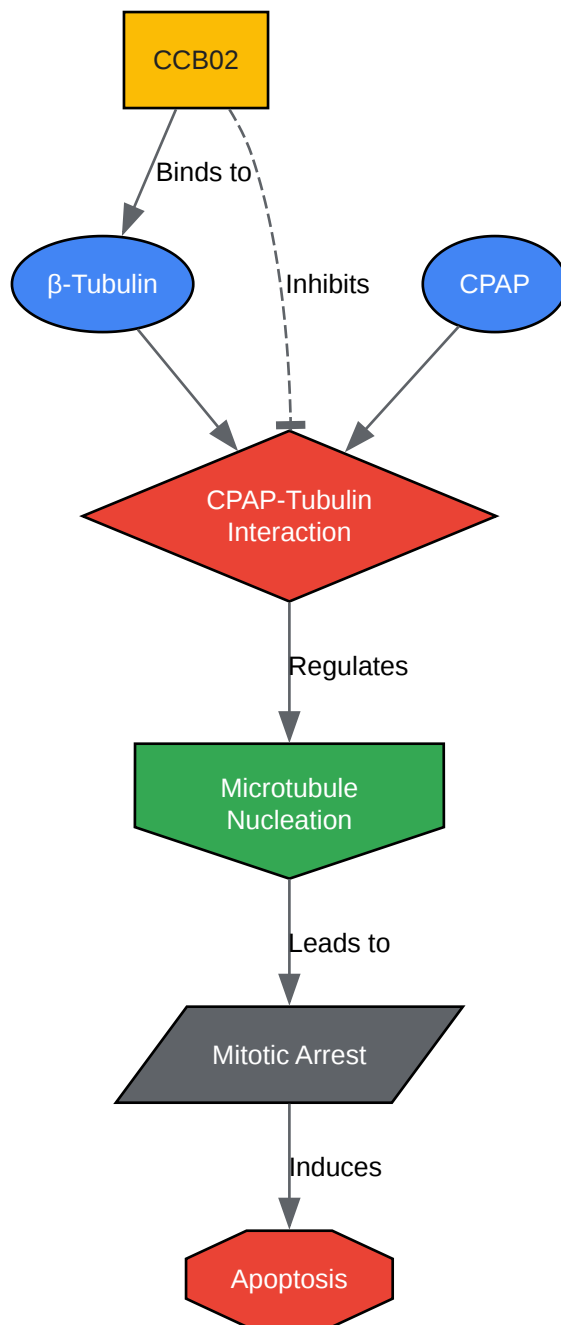 CCB02
Binds to
β-Tubulin
Inhibits
CPAP
CPAP-Tubulin
Interaction
Regulates
Microtubule
Nucleation
Leads to
Mitotic Arrest
Induces
Apoptosis